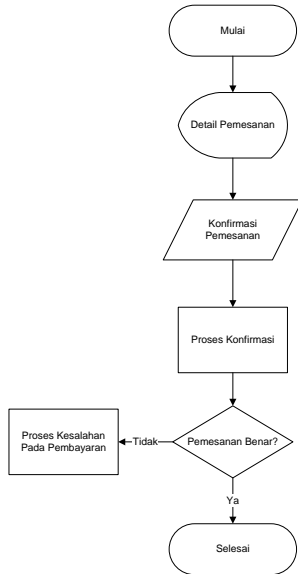 Mulai
Detail Pemesanan
Konfirmasi
Pemesanan
Proses Konfirmasi
Pemesanan Benar?
Tidak
Proses Kesalahan
Pada Pembayaran
Ya
Selesai